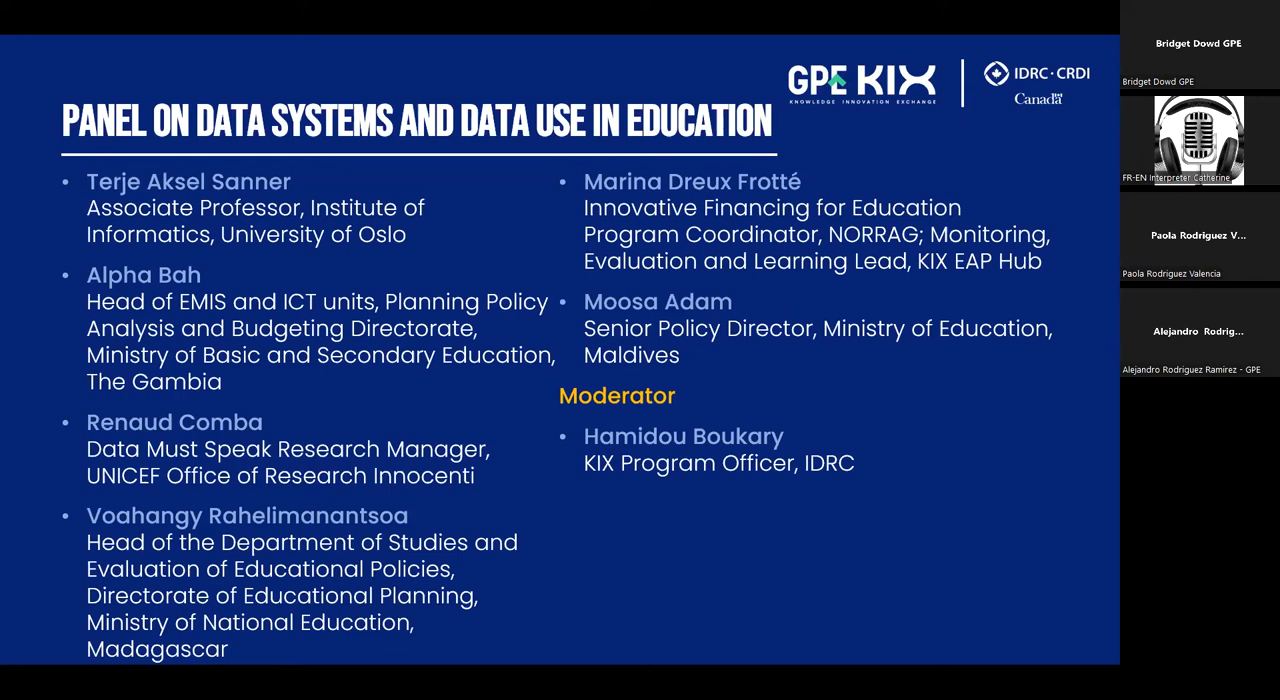 GPE KIX
KNOWLEDGE INNOVATION EXCHANGE
IDRC · CRDI
Canada
PANEL ON DATA SYSTEMS AND DATA USE IN EDUCATION
• Terje Aksel Sanner
Associate Professor, Institute of
Informatics, University of Oslo
• Alpha Bah
Head of EMIS and ICT units, Planning Policy
Analysis and Budgeting Directorate,
Ministry of Basic and Secondary Education,
The Gambia
• Renaud Comba
Data Must Speak Research Manager,
UNICEF Office of Research Innocenti
• Voahangy Rahelimanantsoa
Head of the Department of Studies and
Evaluation of Educational Policies,
Directorate of Educational Planning,
Ministry of National Education,
Madagascar
• Marina Dreux Frotté
Innovative Financing for Education
Program Coordinator, NORRAG; Monitoring,
Evaluation and Learning Lead, KIX EAP Hub
• Moosa Adam
Senior Policy Director, Ministry of Education,
Maldives
Moderator
• Hamidou Boukary
KIX Program Officer, IDRC
Bridget Dowd GPE
Bridget Dowd GPE
FR-EN Interpreter Catherine
Paola Rodriguez V...
Paola Rodriguez Valencia
Alejandro Rodrig...
Alejandro Rodriguez Ramirez - GPE